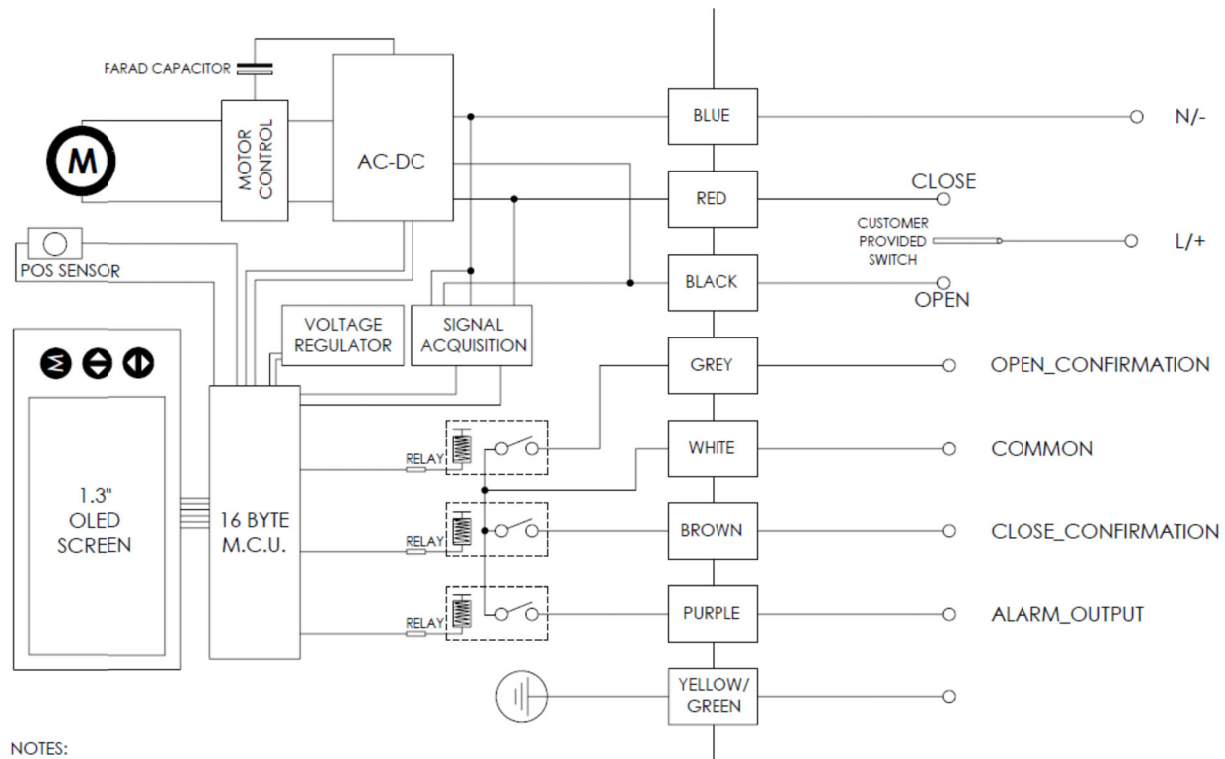 FARAD CAPACITOR
MOTOR
CONTROL
AC-DC
M
POS SENSOR
VOLTAGE
REGULATOR
SIGNAL
ACQUISITION
M
1.3"
OLED
SCREEN
16 BYTE
M.C.U.
RELAY
RELAY
RELAY
BLUE
N/-
RED
CLOSE
CUSTOMER
PROVIDED
SWITCH
L/+
BLACK
OPEN
GREY
OPEN_CONFIRMATION
WHITE
COMMON
BROWN
CLOSE_CONFIRMATION
PURPLE
ALARM_OUTPUT
YELLOW/
GREEN
NOTES: